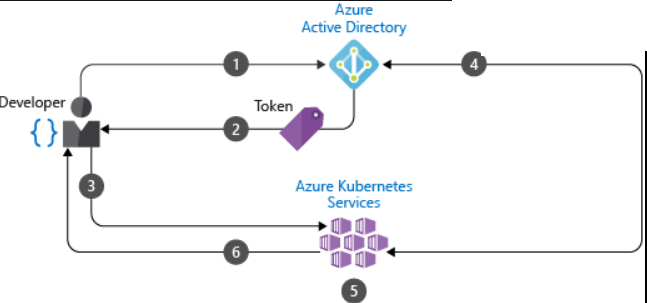 Azure
Active Directory
1
4
Developer
Token
{}
2
3
Azure Kubernetes
Services
6
5